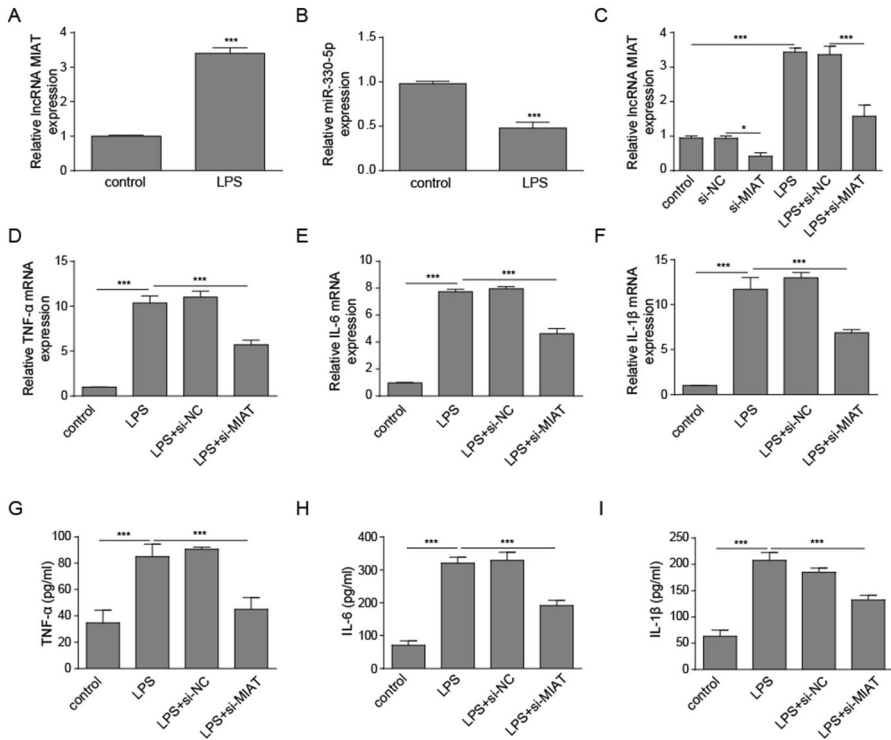 A
Relative lncRNA MIAT
expression
4
3
2
1
0
***
control
LPS
B
Relative miR-330-5p
expression
1.5
1.0
0.5
0.0
***
control
LPS
C
Relative lncRNA MIAT
expression
4
3
2
1
0
***
***
*
control
si-NC
si-MIAT
LPS
LPS+si-NC
LPS+si-MIAT
D
Relative TNF-α mRNA
expression
15
10
5
0
***
***
control
LPS
LPS+si-NC
LPS+si-MIAT
E
Relative IL-6 mRNA
expression
8
6
4
2
0
***
***
control
LPS
LPS+si-NC
LPS+si-MIAT
F
Relative IL-1β mRNA
expression
15
10
5
0
***
***
control
LPS
LPS+si-NC
LPS+si-MIAT
G
TNF-α (pg/ml)
100
80
60
40
20
0
***
***
control
LPS
LPS+si-NC
LPS+si-MIAT
H
IL-6 (pg/ml)
400
300
200
100
0
***
***
control
LPS
LPS+si-NC
LPS+si-MIAT
I
IL-1β (pg/ml)
250
200
150
100
50
0
***
***
control
LPS
LPS+si-NC
LPS+si-MIAT